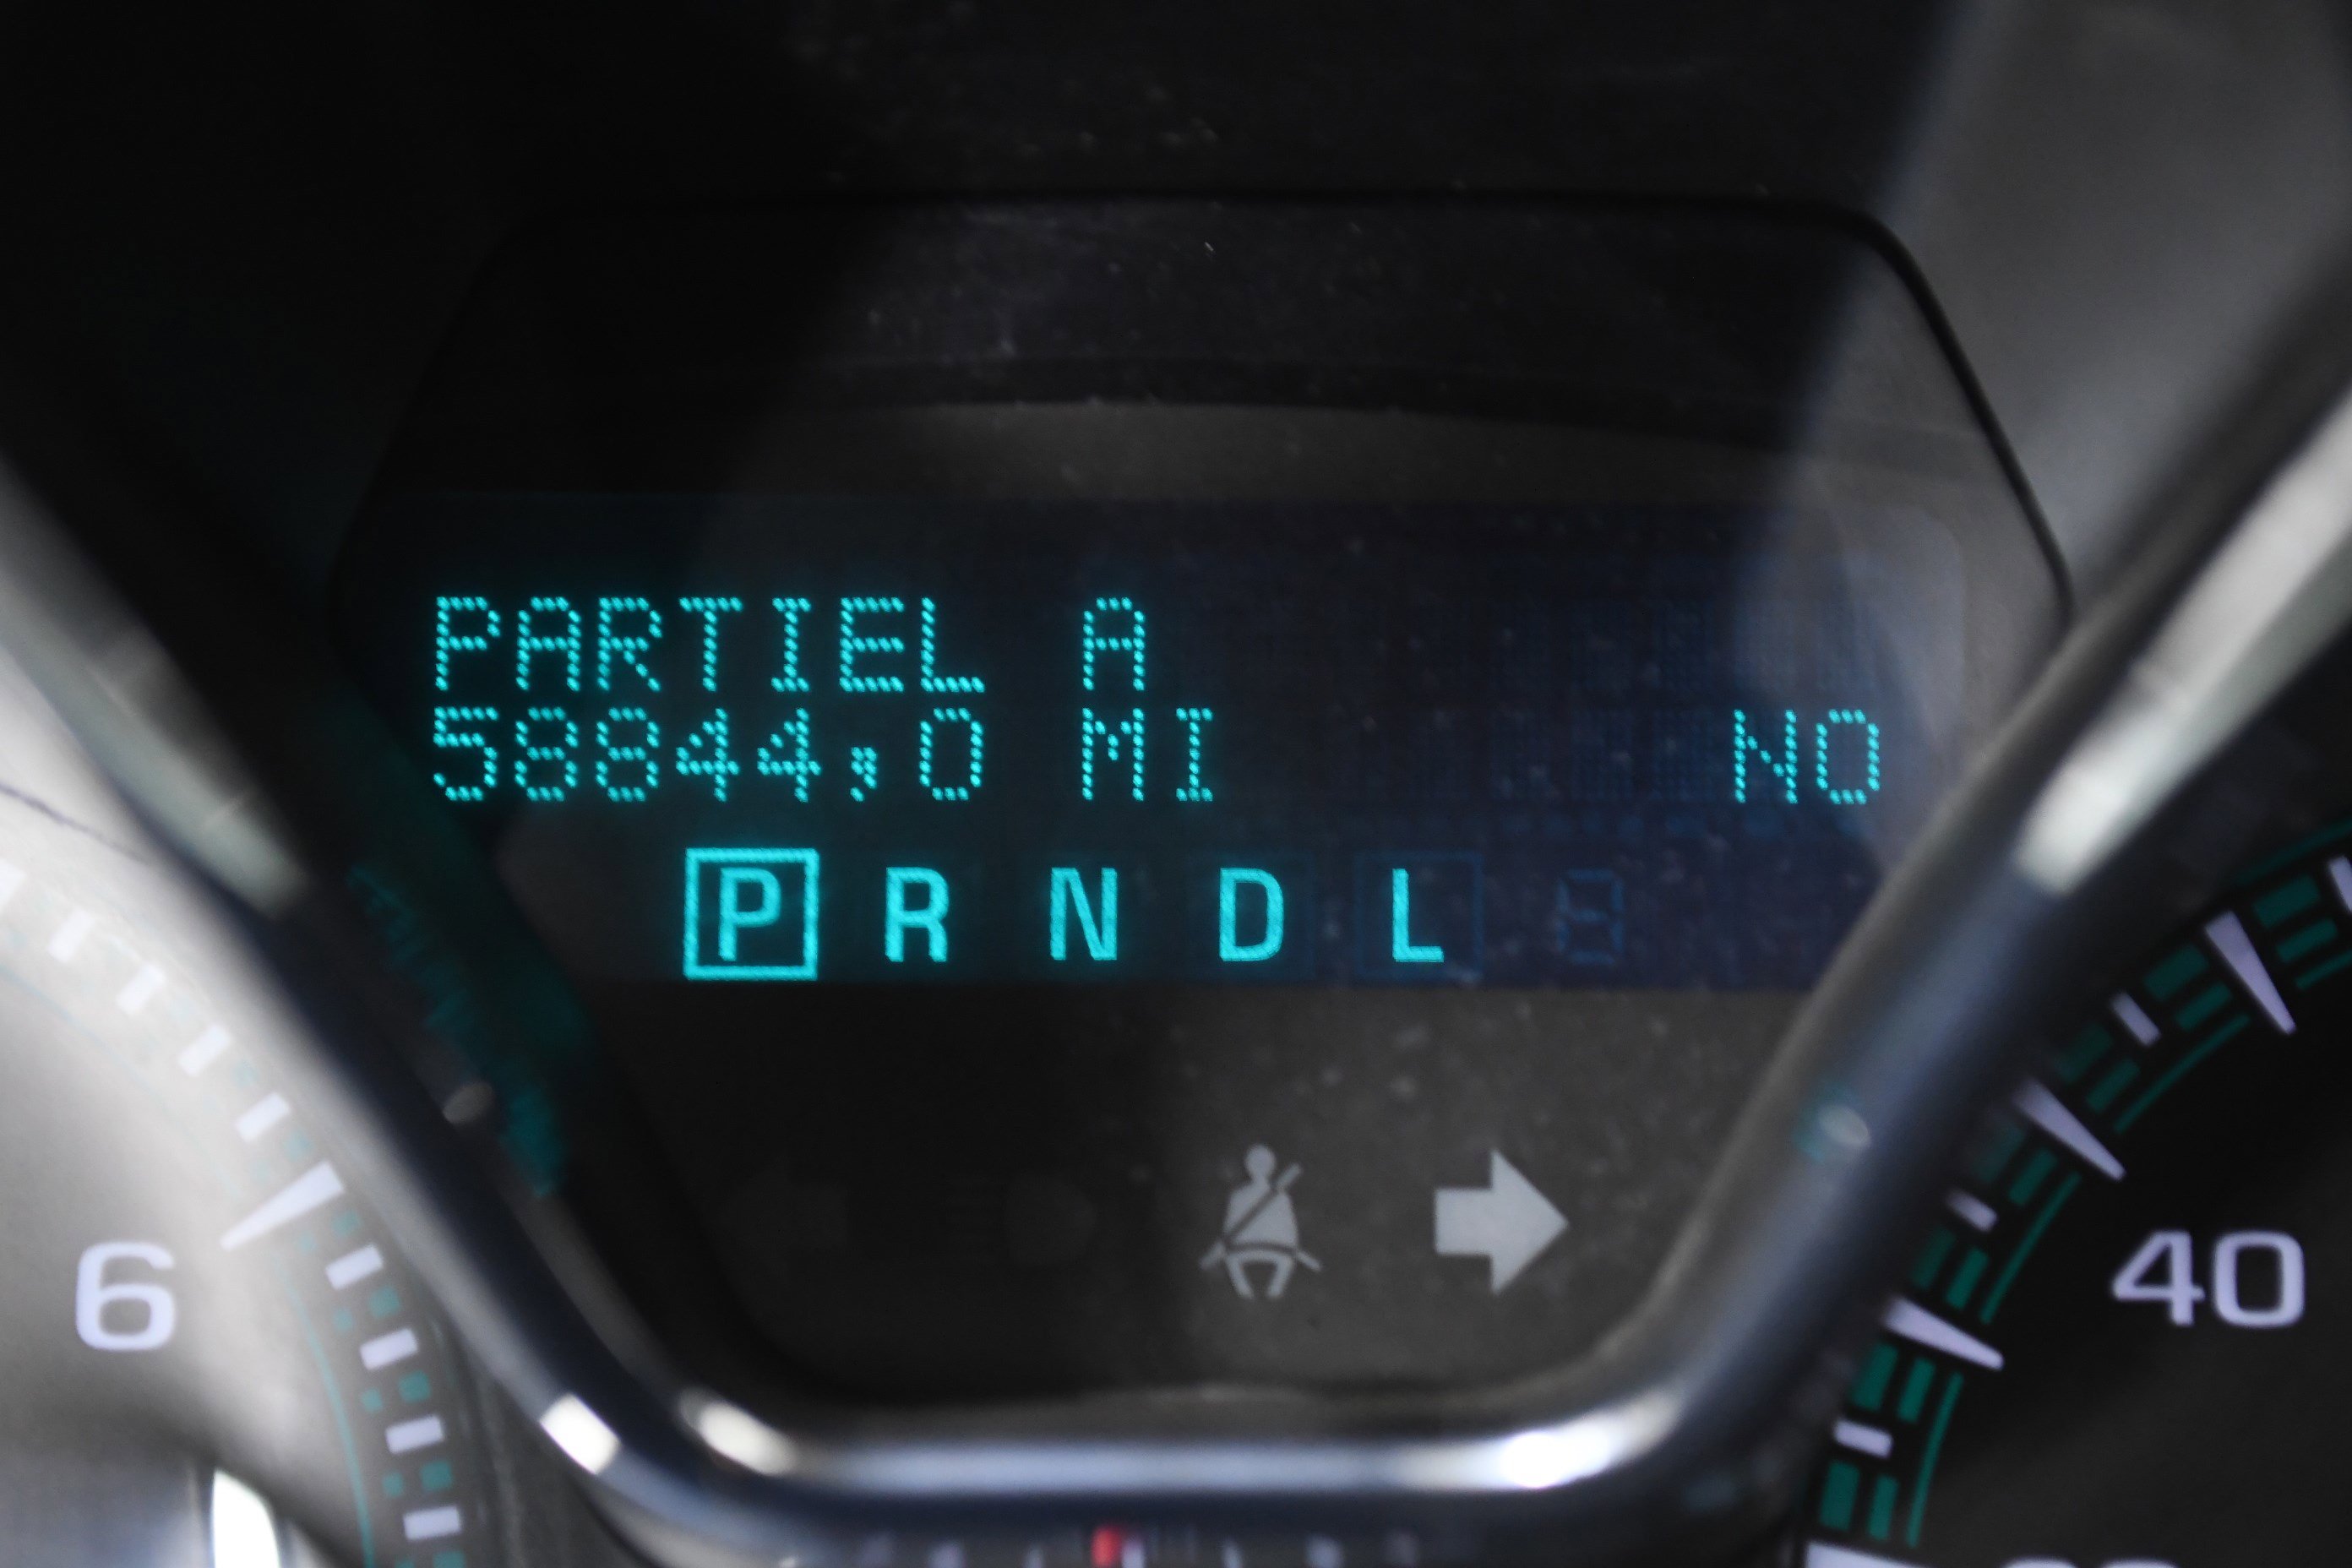 PARTIEL A
58844,0 MI NO
P R N D L
6
40